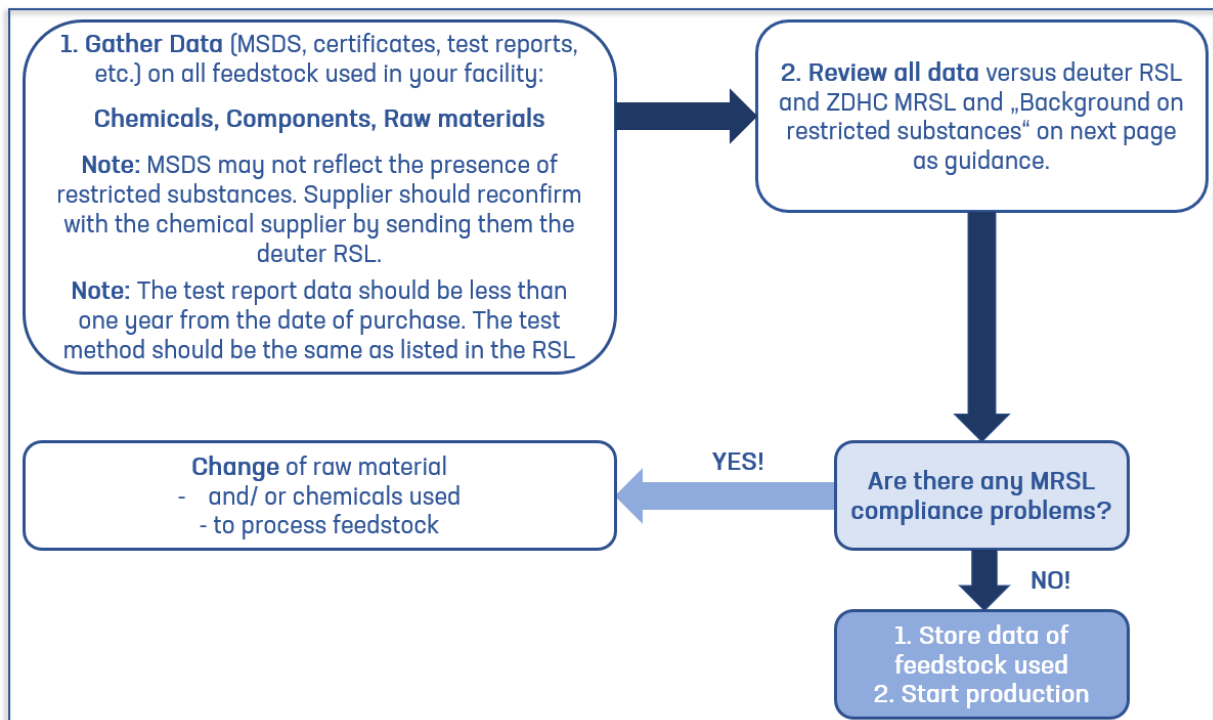 1. Gather Data (MSDS, certificates, test reports,
etc.) on all feedstock used in your facility:
Chemicals, Components, Raw materials
Note: MSDS may not reflect the presence of
restricted substances. Supplier should reconfirm
with the chemical supplier by sending them the
deuter RSL.
Note: The test report data should be less than
one year from the date of purchase. The test
method should be the same as listed in the RSL
2. Review all data versus deuter RSL
and ZDHC MRSL and „Background on
restricted substances“ on next page
as guidance.
Are there any MRSL
compliance problems?
YES!
Change of raw material
- and/ or chemicals used
- to process feedstock
NO!
1. Store data of
feedstock used
2. Start production